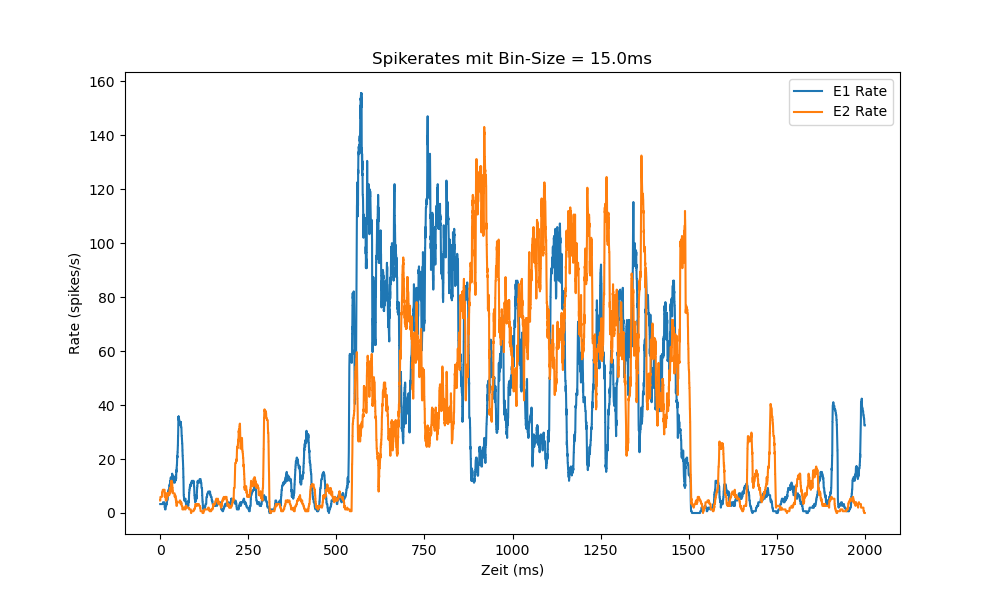 Spikerates mit Bin-Size = 15.0ms
E1 Rate
E2 Rate
Rate (spikes/s)
160
140
120
100
80
60
40
20
0
0 250 500 750 1000 1250 1500 1750 2000
Zeit (ms)